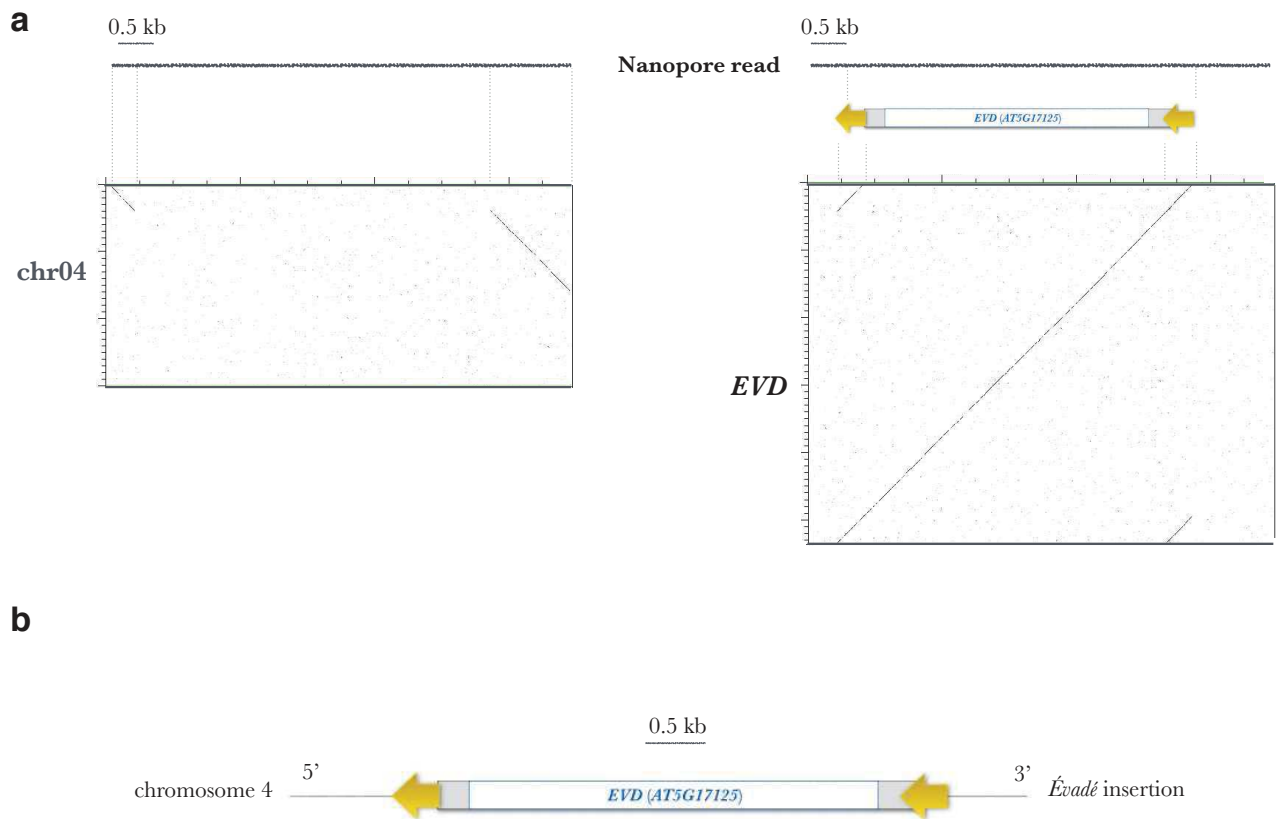 a
0.5 kb
0.5 kb
Nanopore read
EVD (AT5G17125)
chr04
EVD
b
0.5 kb
chromosome 4
5’
EVD (AT5G17125)
3’
Évadé insertion